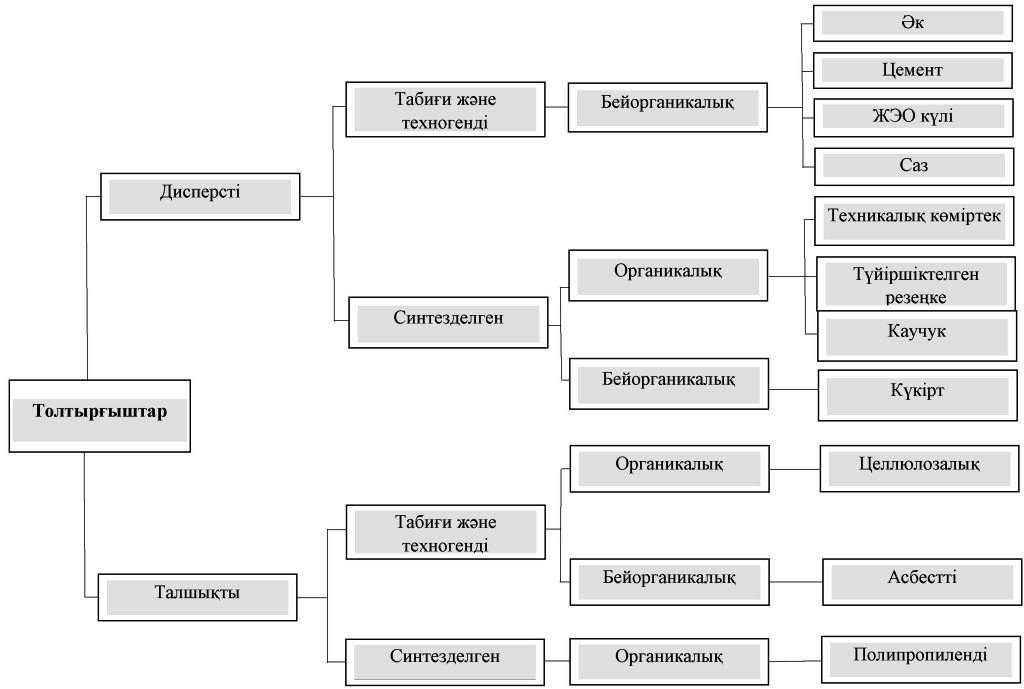 Әк
Цемент
Табиғи және
техногенді
Бейорганикалық
ЖЭО күлі
Саз
Дисперсті
Техникалық көміртек
Органикалық
Түйіршіктелген
резеңке
Синтезделген
Каучук
Бейорганикалық
Күкірт
Толтырғыштар
Органикалық
Целлюлозалық
Табиғи және
техногенді
Бейорганикалық
Асбестті
Талшықты
Синтезделген
Органикалық
Полипропиленді